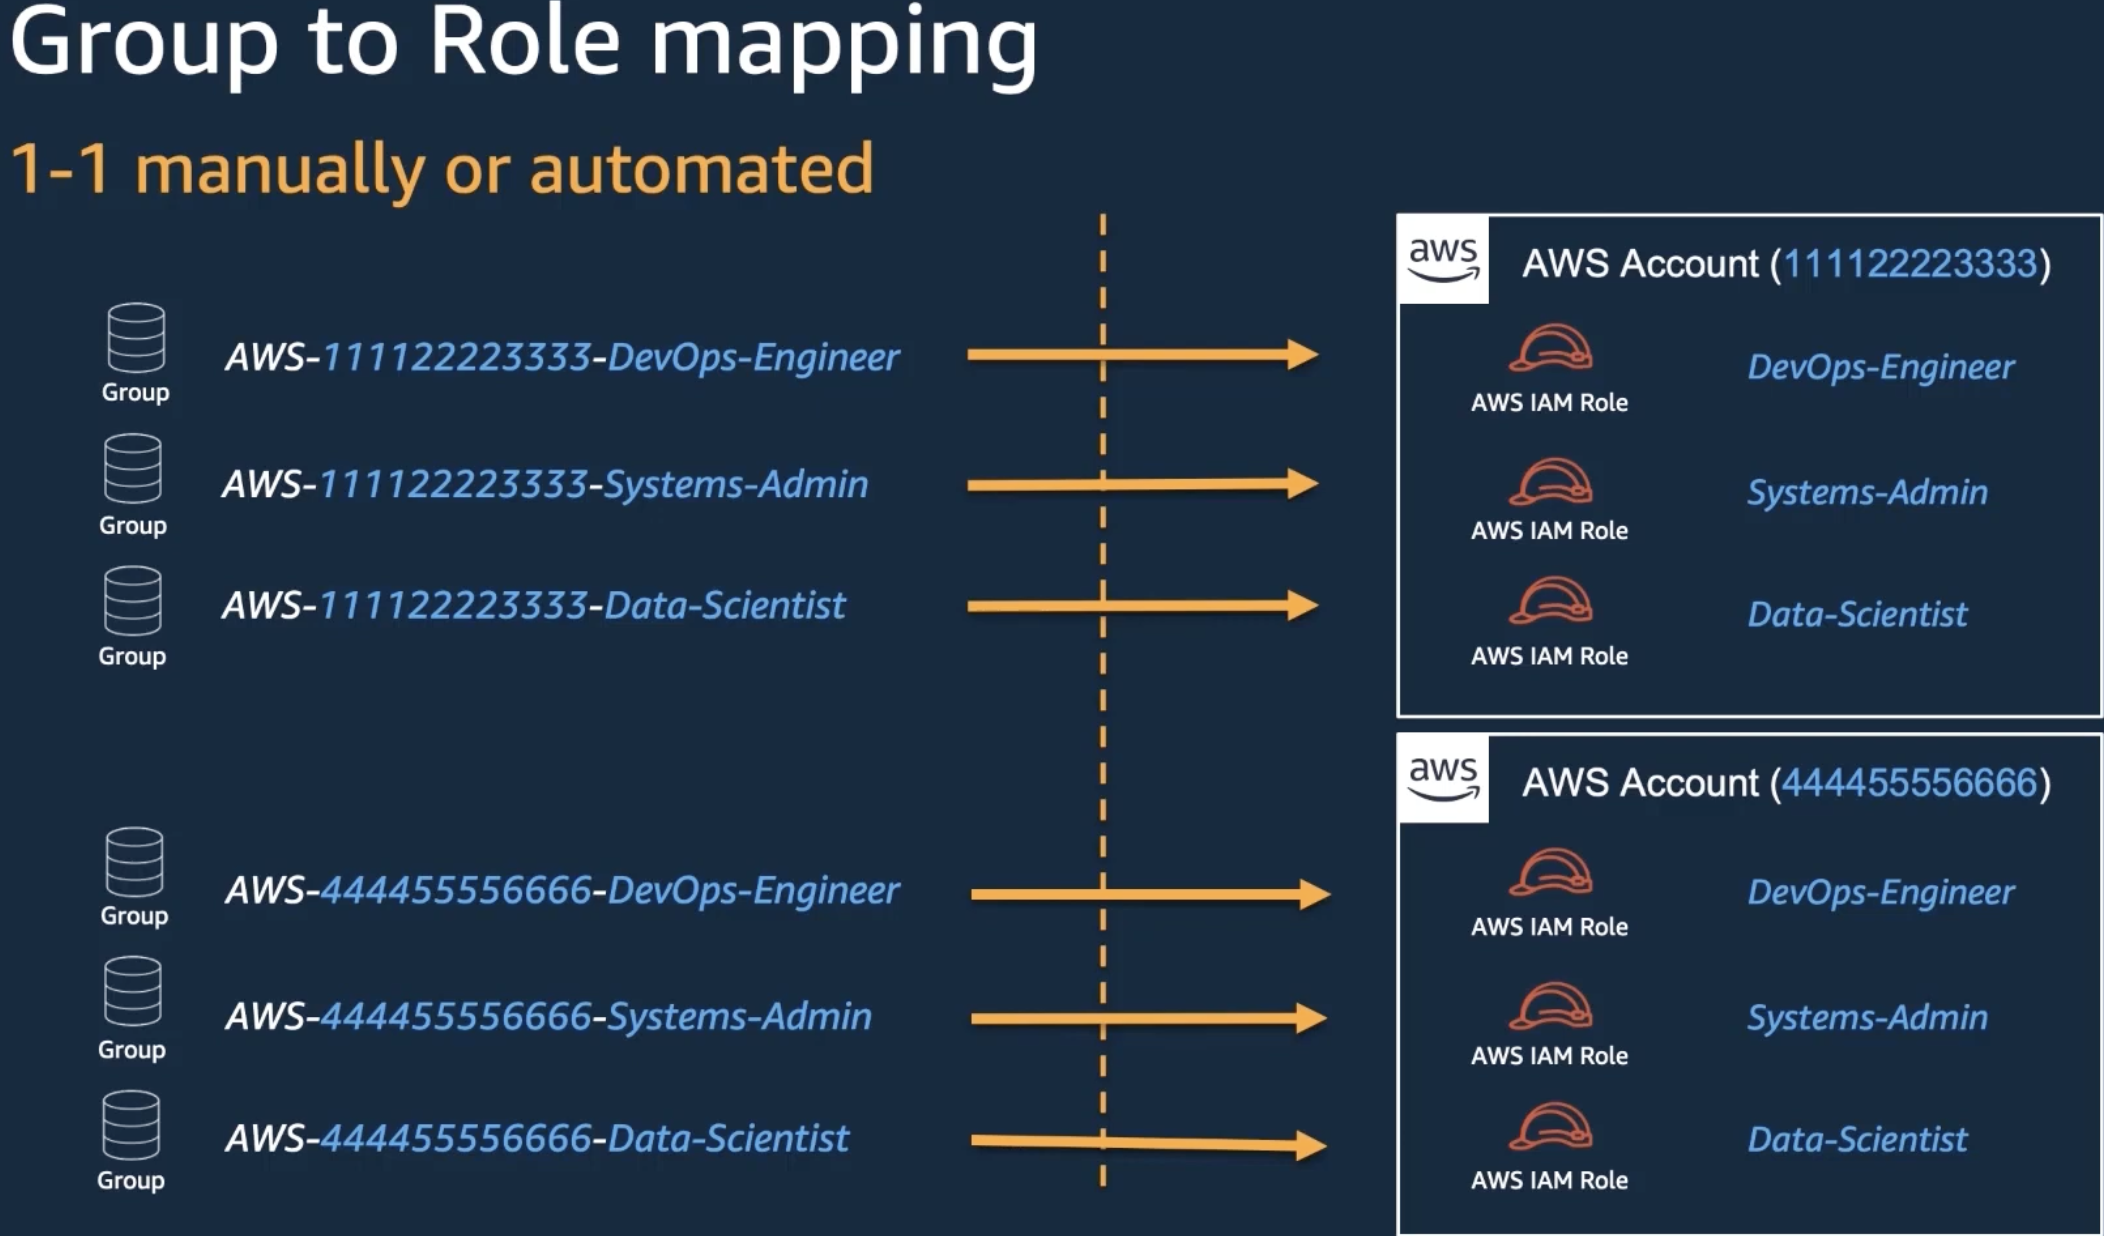 Group to Role mapping
1-1 manually or automated
aws
AWS Account (111122223333)
Group
AWS-111122223333-DevOps-Engineer
AWS IAM Role
DevOps-Engineer
Group
AWS-111122223333-Systems-Admin
AWS IAM Role
Systems-Admin
Group
AWS-111122223333-Data-Scientist
AWS IAM Role
Data-Scientist
aws
AWS Account (444455556666)
Group
AWS-444455556666-DevOps-Engineer
AWS IAM Role
DevOps-Engineer
Group
AWS-444455556666-Systems-Admin
AWS IAM Role
Systems-Admin
Group
AWS-444455556666-Data-Scientist
AWS IAM Role
Data-Scientist